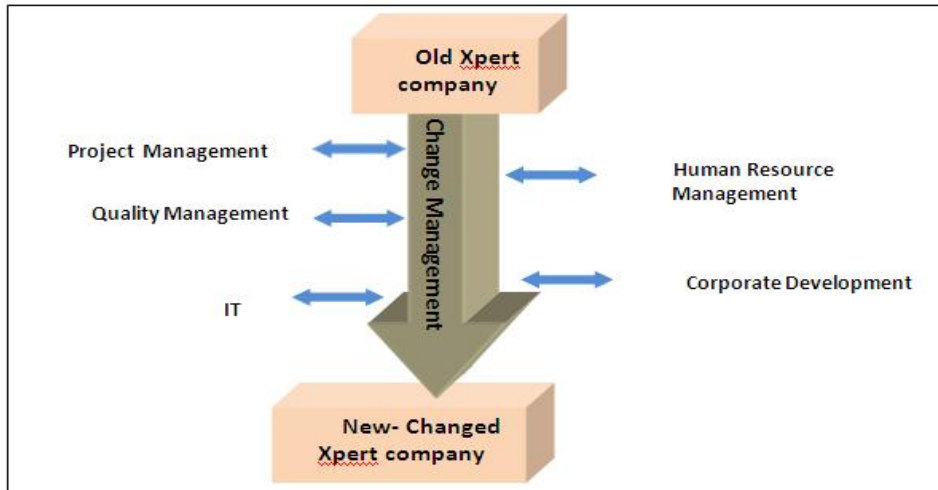 Old Xpert
company
Change Management
Project Management
Human Resource
Management
Quality Management
Corporate Development
IT
New- Changed
Xpert company